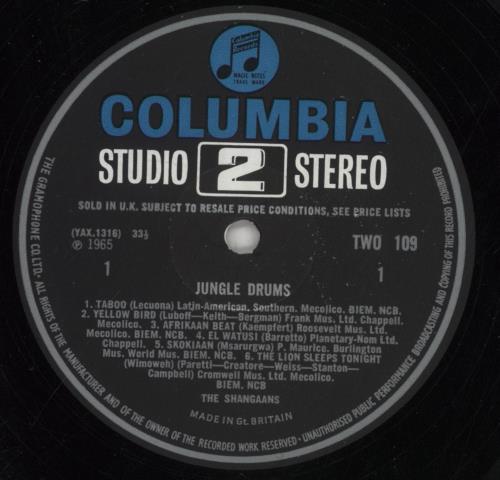 Columbia
Records
MAGIC NOTES
TRADE MARK
COLUMBIA
STUDIO 2 STEREO
SOLD IN U.K. SUBJECT TO RESALE PRICE CONDITIONS, SEE PRICE LISTS
(YAX.1316) 33⅓
℗ 1965
TWO 109
1
1
JUNGLE DRUMS
1. TABOO (Lecuona) Latin-American, Southern. Mecolico. BIEM. NCB.
2. YELLOW BIRD (Luboff—Keith—Bergman) Frank Mus. Ltd. Chappell.
Mecolico. 3. AFRIKAAN BEAT (Kaempfert) Roosevelt Mus. Ltd.
Mecolico. BIEM. NCB. 4. EL WATUSI (Barretto) Planetary-Nom Ltd.
Chappell. 5. SKOKIAAN (Msarurgwa) P. Maurice. Burlington
Mus. World Mus. BIEM. NCB. 6. THE LION SLEEPS TONIGHT
(Wimoweh) (Paretti—Creatore—Weiss—Stanton—
Campbell) Cromwell Mus. Ltd. Mecolico.
BIEM. NCB
THE SHANGAANS
MADE IN Gt. BRITAIN
THE GRAMOPHONE CO. LTD. · ALL RIGHTS OF THE MANUFACTURER AND OF THE OWNER OF THE RECORDED WORK RESERVED · UNAUTHORISED PUBLIC PERFORMANCE BROADCASTING AND COPYING OF THIS RECORD PROHIBITED